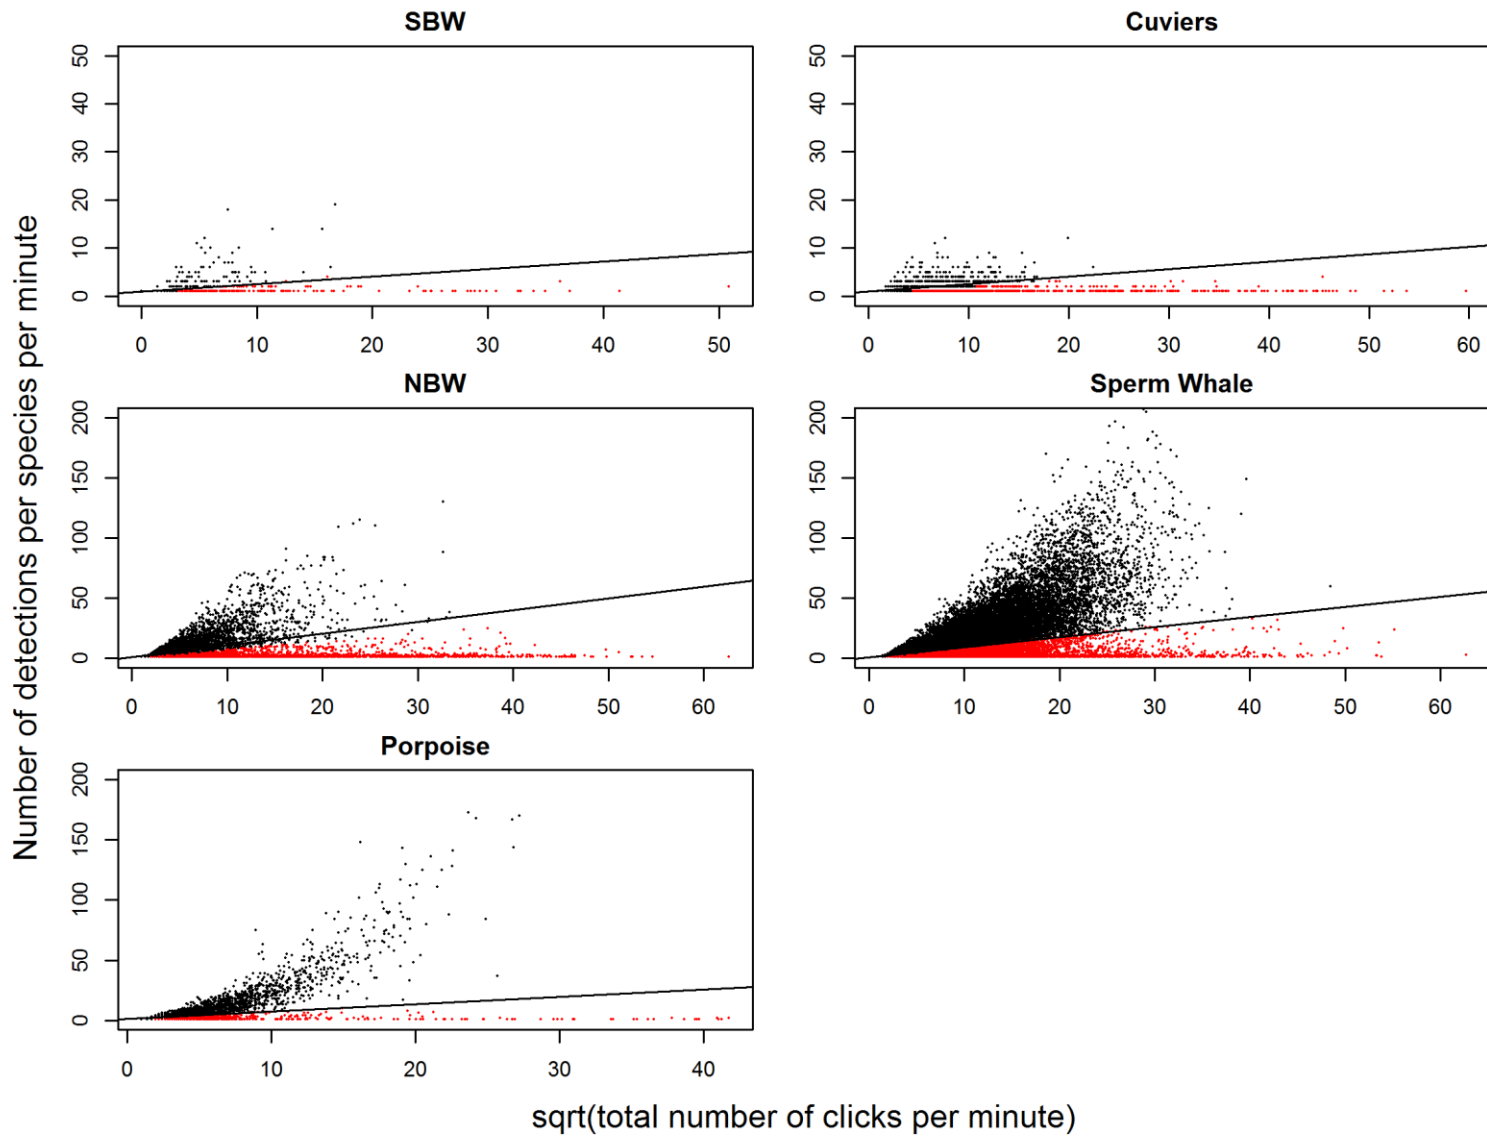 SBW
50
40
30
20
10
0
0 10 20 30 40 50
Cuviers
50
40
30
20
10
0
0 10 20 30 40 50 60
NBW
200
150
100
50
0
0 10 20 30 40 50 60
Sperm Whale
200
150
100
50
0
0 10 20 30 40 50 60
Porpoise
200
150
100
50
0
0 10 20 30 40
Number of detections per species per minute
sqrt(total number of clicks per minute)